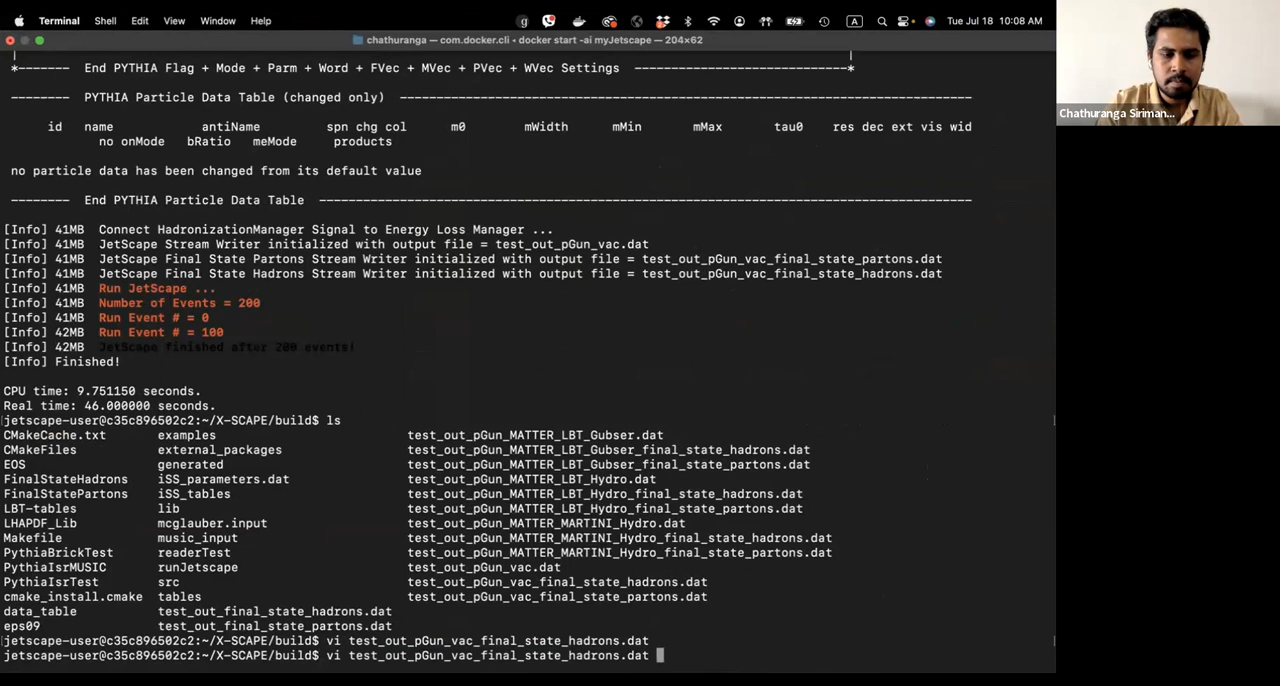 Terminal Shell Edit View Window Help A Tue Jul 18 10:08 AM
chathuranga — com.docker.cli • docker start -ai myJetscape — 204×62
*------- End PYTHIA Flag + Mode + Parm + Word + FVec + MVec + PVec + WVec Settings -----------------------------*
-------- PYTHIA Particle Data Table (changed only) ------------------------------------------------------------------------------
id name antiName spn chg col m0 mWidth mMin mMax tau0 res dec ext vis wid
no onMode bRatio meMode products
no particle data has been changed from its default value
-------- End PYTHIA Particle Data Table -----------------------------------------------------------------------------------------
[Info] 41MB Connect HadronizationManager Signal to Energy Loss Manager ...
[Info] 41MB JetScape Stream Writer initialized with output file = test_out_pGun_vac.dat
[Info] 41MB JetScape Final State Partons Stream Writer initialized with output file = test_out_pGun_vac_final_state_partons.dat
[Info] 41MB JetScape Final State Hadrons Stream Writer initialized with output file = test_out_pGun_vac_final_state_hadrons.dat
[Info] 41MB Run JetScape ...
[Info] 41MB Number of Events = 200
[Info] 41MB Run Event # = 0
[Info] 42MB Run Event # = 100
[Info] 42MB JetScape finished after 200 events!
[Info] Finished!
CPU time: 9.751150 seconds.
Real time: 46.000000 seconds.
jetscape-user@c35c896502c2:~/X-SCAPE/build$ ls
CMakeCache.txt examples test_out_pGun_MATTER_LBT_Gubser.dat
CMakeFiles external_packages test_out_pGun_MATTER_LBT_Gubser_final_state_hadrons.dat
EOS generated test_out_pGun_MATTER_LBT_Gubser_final_state_partons.dat
FinalStateHadrons iSS_parameters.dat test_out_pGun_MATTER_LBT_Hydro.dat
FinalStatePartons iSS_tables test_out_pGun_MATTER_LBT_Hydro_final_state_hadrons.dat
LBT-tables lib test_out_pGun_MATTER_LBT_Hydro_final_state_partons.dat
LHAPDF_Lib mcglauber.input test_out_pGun_MATTER_MARTINI_Hydro.dat
Makefile music_input test_out_pGun_MATTER_MARTINI_Hydro_final_state_hadrons.dat
PythiaBrickTest readerTest test_out_pGun_MATTER_MARTINI_Hydro_final_state_partons.dat
PythiaIsrMUSIC runJetscape test_out_pGun_vac.dat
PythiaIsrTest src test_out_pGun_vac_final_state_hadrons.dat
cmake_install.cmake tables test_out_pGun_vac_final_state_partons.dat
data_table test_out_final_state_hadrons.dat
eps09 test_out_final_state_partons.dat
jetscape-user@c35c896502c2:~/X-SCAPE/build$ vi test_out_pGun_vac_final_state_hadrons.dat
jetscape-user@c35c896502c2:~/X-SCAPE/build$ vi test_out_pGun_vac_final_state_hadrons.dat
Chathuranga Siriman...